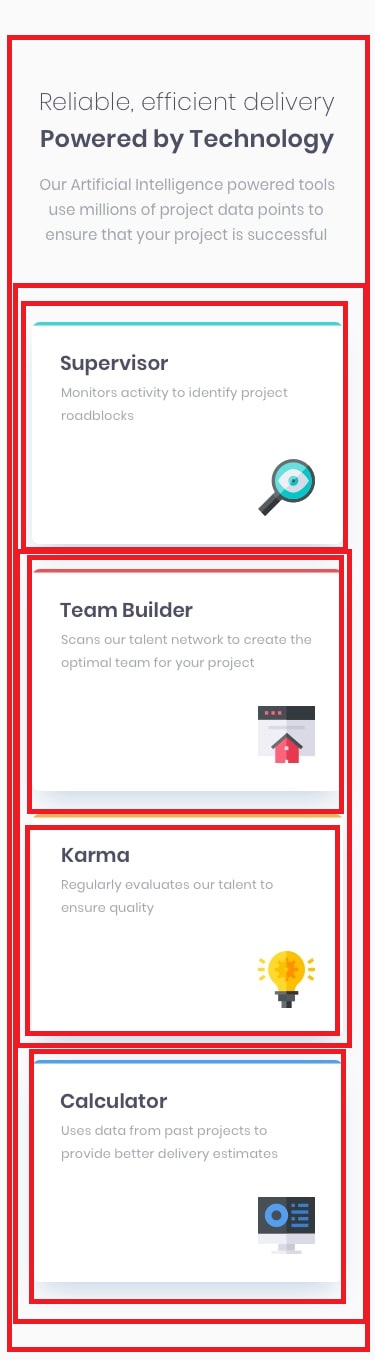 Reliable, efficient delivery
Powered by Technology
Our Artificial Intelligence powered tools
use millions of project data points to
ensure that your project is successful
Supervisor
Monitors activity to identify project
roadblocks
Team Builder
Scans our talent network to create the
optimal team for your project
Karma
Regularly evaluates our talent to
ensure quality
Calculator
Uses data from past projects to
provide better delivery estimates